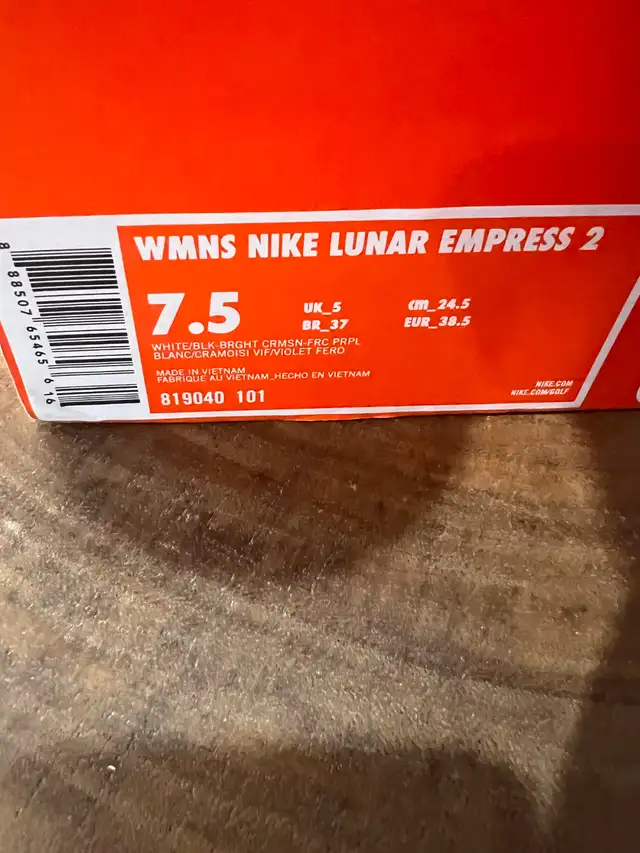 WMNS NIKE LUNAR EMPRESS 2
7.5
UK_5
CM_24.5
BR_37
EUR_38.5
WHITE/BLK-BRGHT CRMSN-FRC PRPL
BLANC/CRAMOISI VIF/VIOLET FERO
MADE IN VIETNAM
FABRIQUE AU VIETNAM_HECHO EN VIETNAM
819040 101
NIKE.COM
NIKE.COM/GOLF
8 88507 65465 6 16